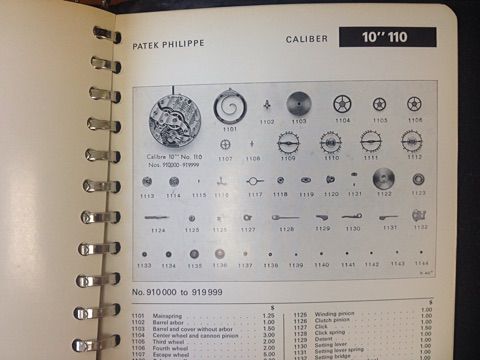 PATEK PHILIPPE CALIBER 10''' 110
1101 1102 1103 1104 1105 1106
Calibre 10''' No. 110
Nos. 910,000 - 919,999
1107 1108 1109 1110 1111 1112
1113 1114 1115 1116 1117 1118 1119 1120 1121 1122 1123
1124 1125 1127 1128 1129 1130 1131 1132
1133 1134 1135 1136 1137 1138 1139 1140 1141 1142 1143 1144
No. 910 000 to 919 999
$ $
1101 Mainspring 1.25
1102 Barrel arbor 1.00
1103 Barrel and cover without arbor 1.50
1104 Center wheel and cannon pinion 3.00
1105 Third wheel 2.00
1106 Fourth wheel 2.00
1107 Escape wheel 5.00
1125 Winding pinion 1.00
1126 Clutch pinion 1.00
1127 Click 1.50
1128 Click spring 1.00
1129 Detent 1.00
1130 Setting lever 1.00
1131 Setting lever spring 1.00
1132 Setting bridge